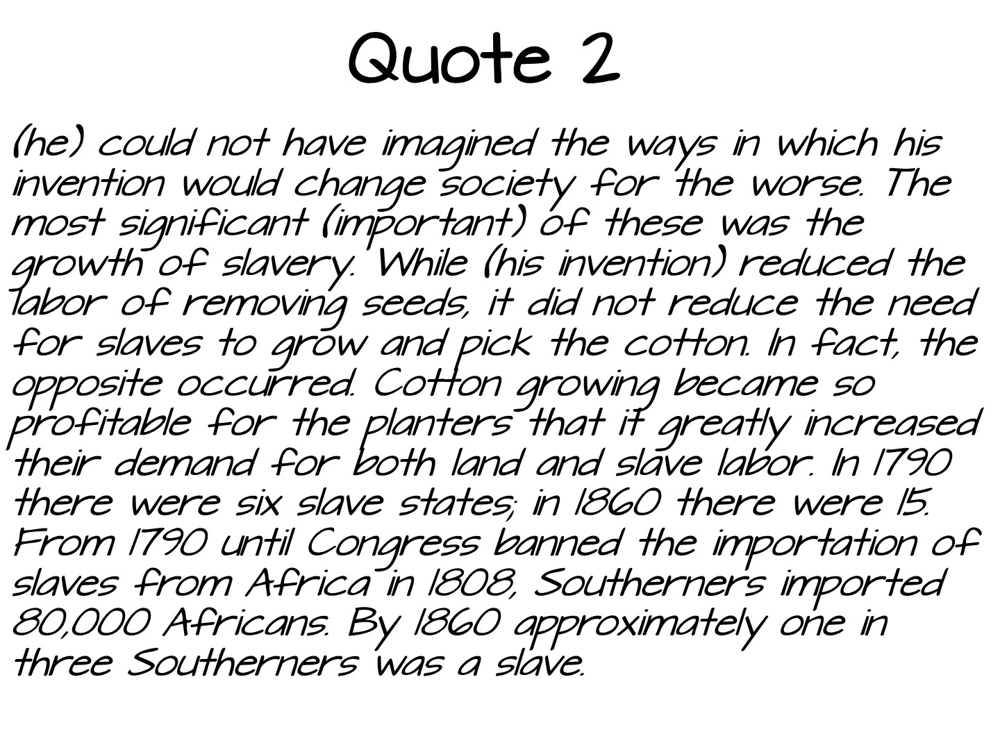 Quote 2
(he) could not have imagined the ways in which his
invention would change society for the worse. The
most significant (important) of these was the
growth of slavery. While (his invention) reduced the
labor of removing seeds, it did not reduce the need
for slaves to grow and pick the cotton. In fact, the
opposite occurred. Cotton growing became so
profitable for the planters that it greatly increased
their demand for both land and slave labor. In 1790
there were six slave states; in 1860 there were 15.
From 1790 until Congress banned the importation of
slaves from Africa in 1808, Southerners imported
80,000 Africans. By 1860 approximately one in
three Southerners was a slave.